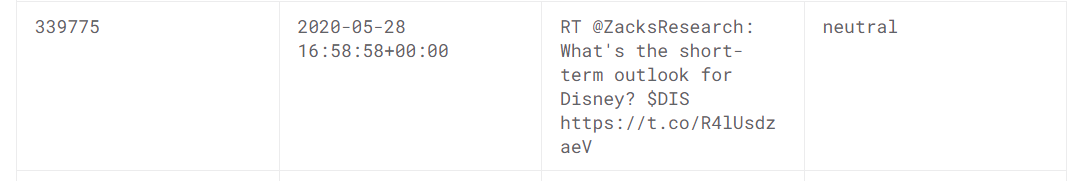 339775
2020-05-28
16:58:58+00:00
RT @ZacksResearch:
What's the short-
term outlook for
Disney? $DIS
https://t.co/R4lUsdz
aeV
neutral